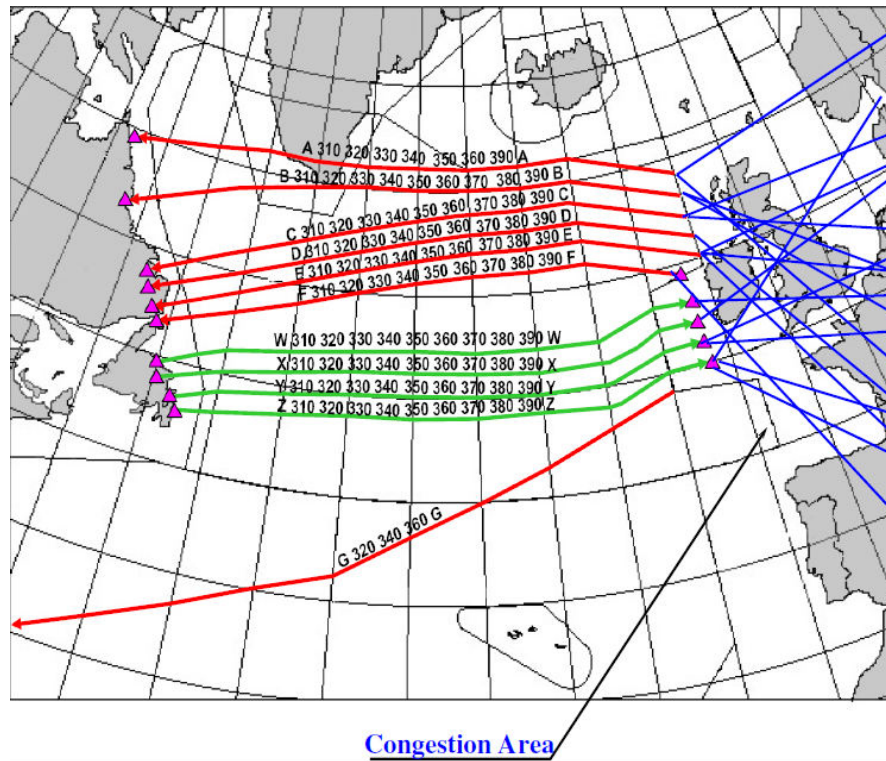 A 310 320 330 340 350 360 390 A
B 310 320 330 340 350 360 370 380 390 B
C 310 320 330 340 350 360 370 380 390 C
D 310 320 330 340 350 360 370 380 390 D
E 310 320 330 340 350 360 370 380 390 E
F 310 320 330 340 350 360 370 380 390 F
W 310 320 330 340 350 360 370 380 390 W
X 310 320 330 340 350 360 370 380 390 X
Y 310 320 330 340 350 360 370 380 390 Y
Z 310 320 330 340 350 360 370 380 390 Z
G 320 340 360 G
Congestion Area